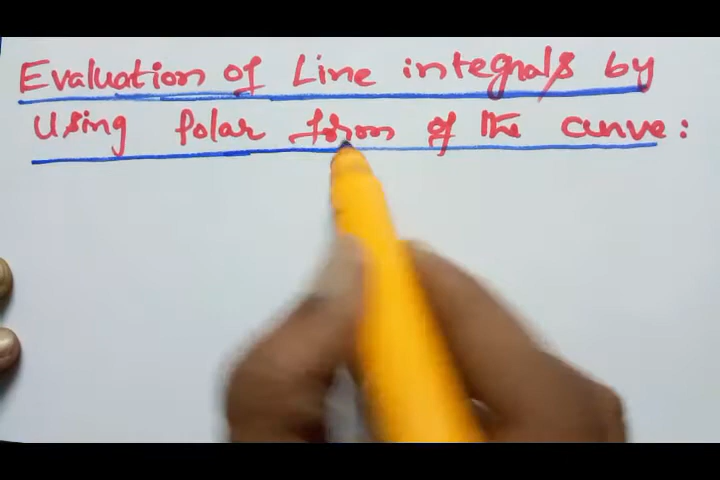 Evaluation of Line integrals by
Using Polar form of the curve: